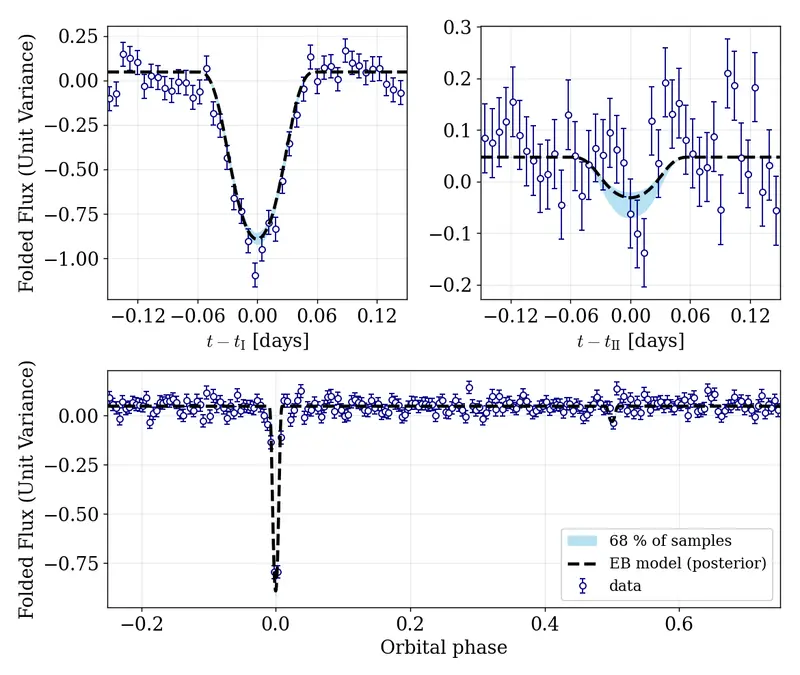 Folded Flux (Unit Variance)
0.25
0.00
−0.25
−0.50
−0.75
−1.00
−0.12 −0.06 0.00 0.06 0.12
t − tI [days]
0.3
0.2
0.1
0.0
−0.1
−0.2
−0.12 −0.06 0.00 0.06 0.12
t − tII [days]
Folded Flux (Unit Variance)
0.00
−0.25
−0.50
−0.75
68 % of samples
EB model (posterior)
data
−0.2 0.0 0.2 0.4 0.6
Orbital phase